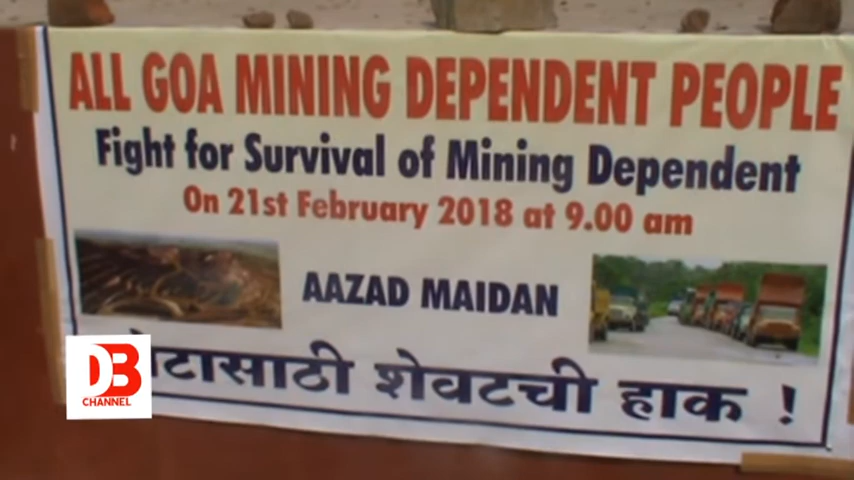 ALL GOA MINING DEPENDENT PEOPLE
Fight for Survival of Mining Dependent
On 21st February 2018 at 9.00 am
AAZAD MAIDAN
शेवटची हाक !
DB
CHANNEL